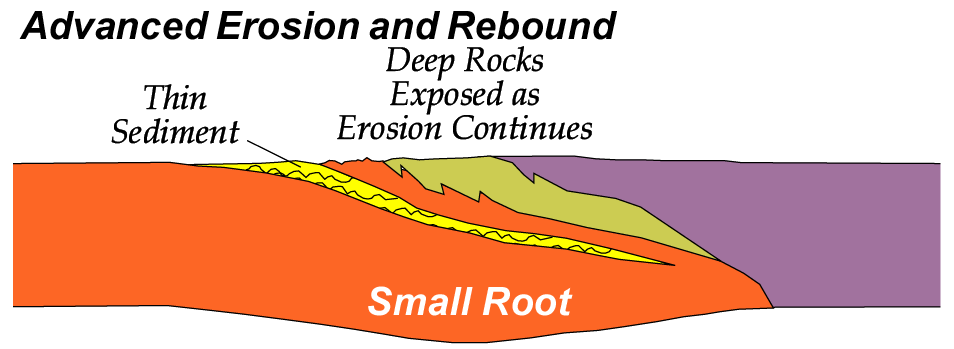 Advanced Erosion and Rebound
Deep Rocks
Exposed as
Erosion Continues
Thin
Sediment
Small Root